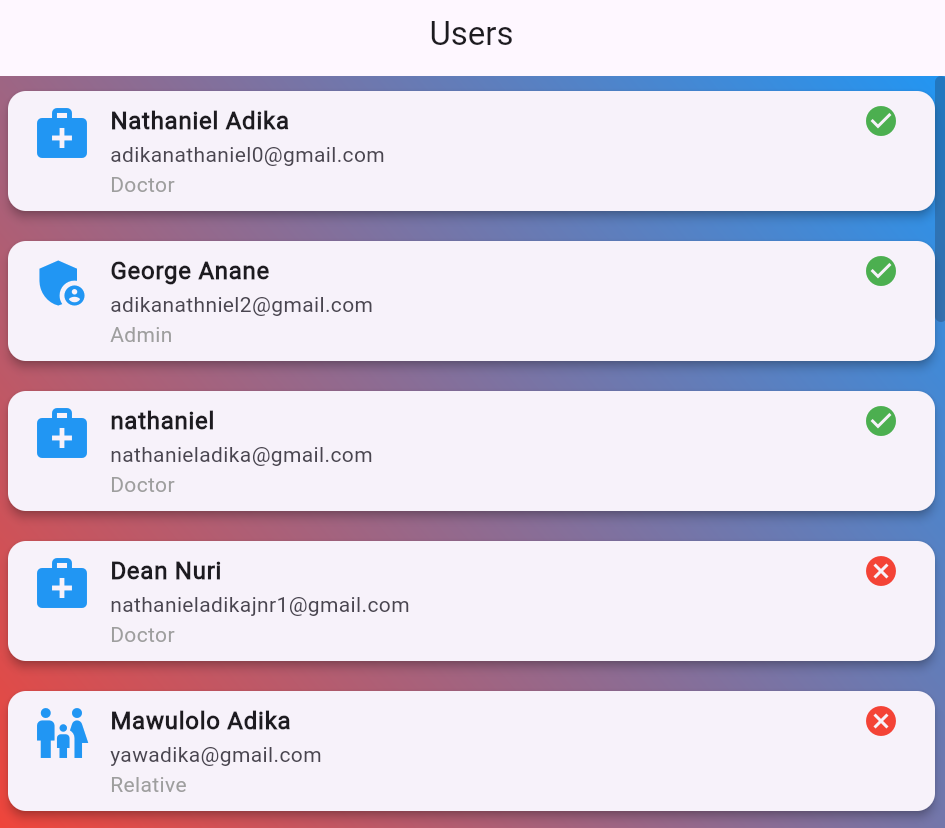 Users
Nathaniel Adika
adikanathaniel0@gmail.com
Doctor
George Anane
adikanathniel2@gmail.com
Admin
nathaniel
nathanieladika@gmail.com
Doctor
Dean Nuri
nathanieladikajnr1@gmail.com
Doctor
Mawulolo Adika
yawadika@gmail.com
Relative